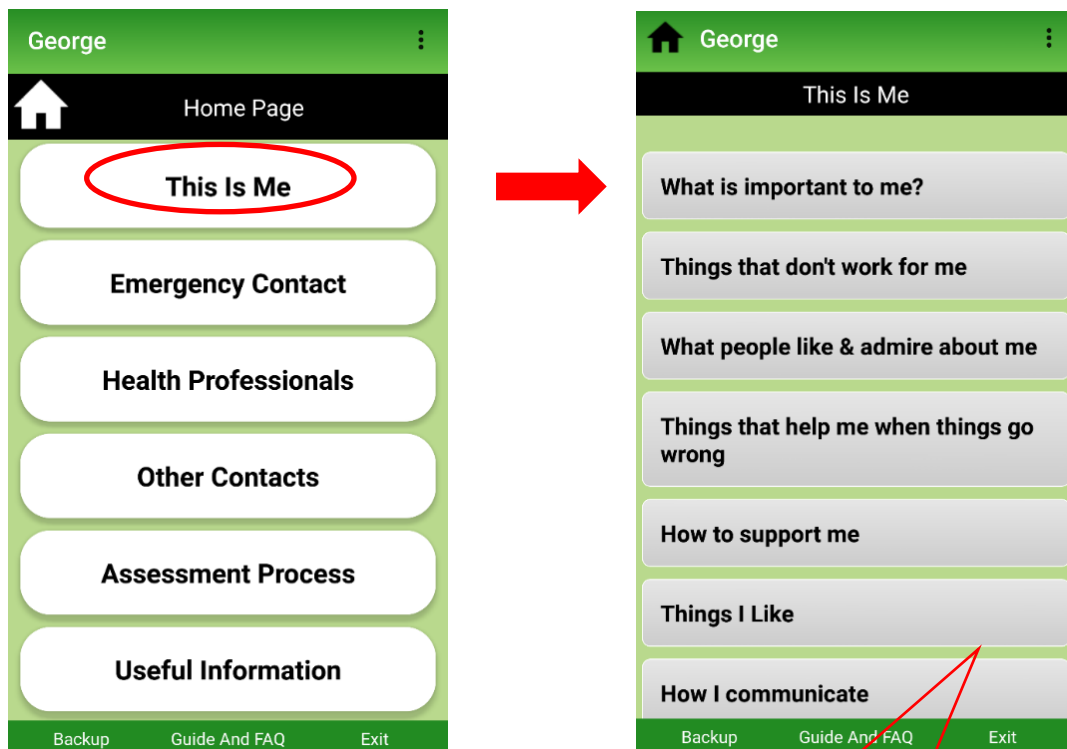 George
Home Page
This Is Me
Emergency Contact
Health Professionals
Other Contacts
Assessment Process
Useful Information
Backup Guide And FAQ Exit
George
This Is Me
What is important to me?
Things that don't work for me
What people like & admire about me
Things that help me when things go
wrong
How to support me
Things I Like
How I communicate
Backup Guide And FAQ Exit